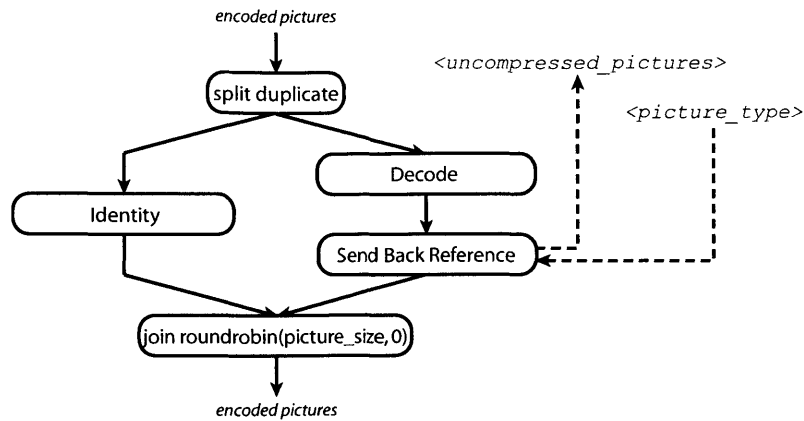 encoded pictures
<uncompressed_pictures>
split duplicate
<picture_type>
Decode
Identity
Send Back Reference
join roundrobin(picture_size, 0)
encoded pictures